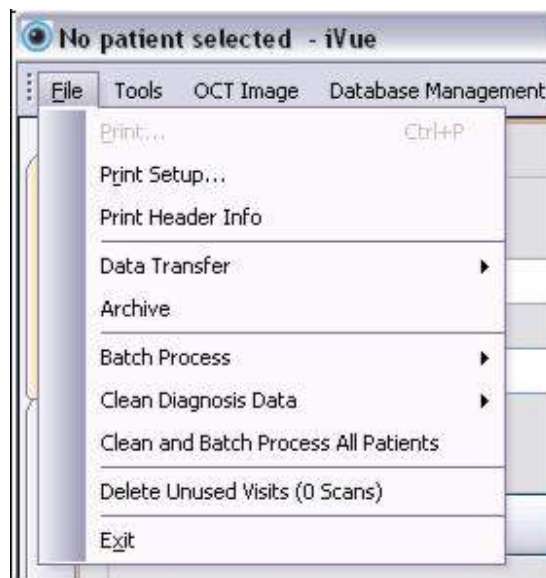 No patient selected - iVue
File Tools OCT Image Database Management
Print... Ctrl+P
Print Setup...
Print Header Info
Data Transfer
Archive
Batch Process
Clean Diagnosis Data
Clean and Batch Process All Patients
Delete Unused Visits (0 Scans)
Exit